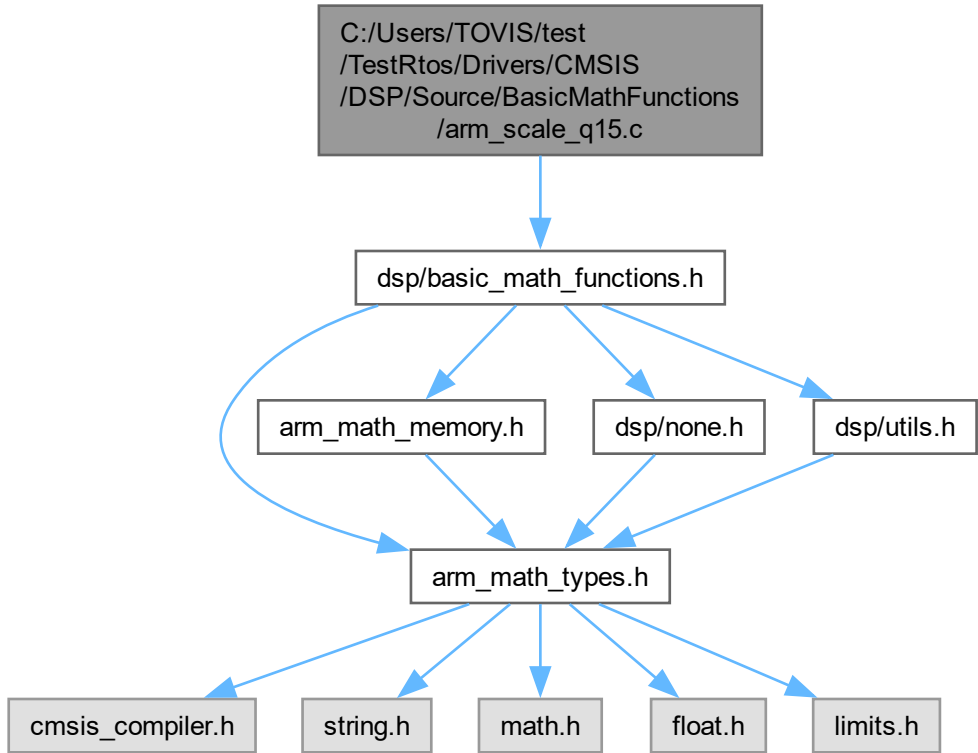 C:/Users/TOVIS/test
/TestRtos/Drivers/CMSIS
/DSP/Source/BasicMathFunctions
/arm_scale_q15.c
dsp/basic_math_functions.h
arm_math_memory.h
dsp/none.h
dsp/utils.h
arm_math_types.h
cmsis_compiler.h
string.h
math.h
float.h
limits.h